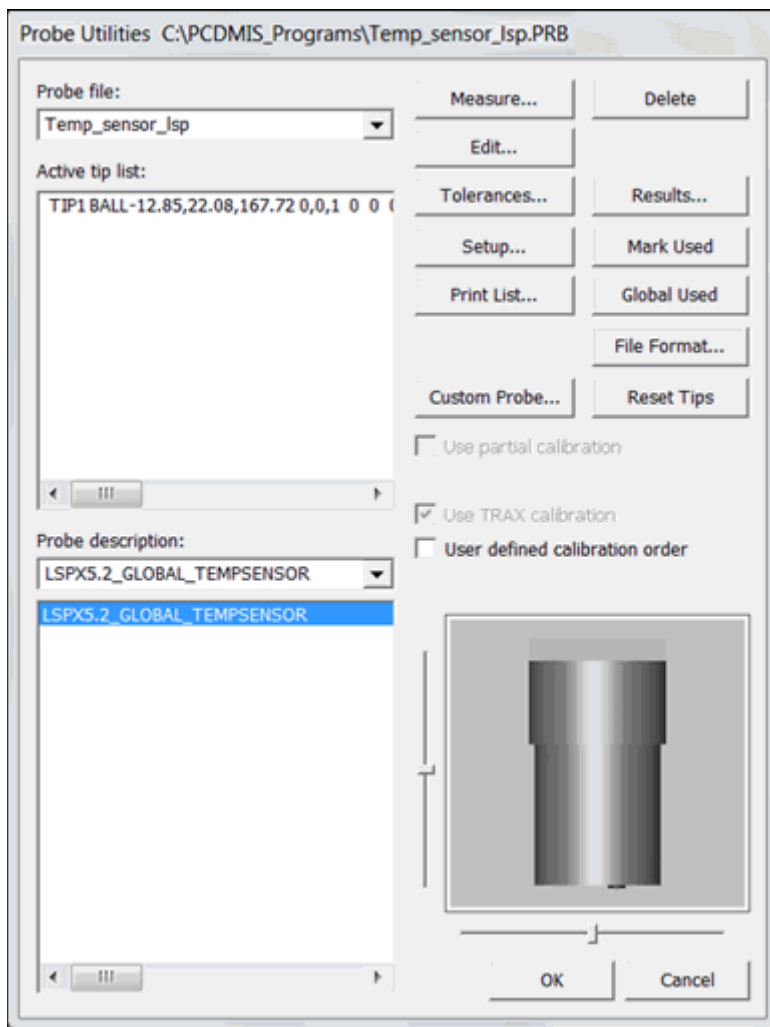 Probe Utilities C:\PCDMIS_Programs\Temp_sensor_lsp.PRB
Probe file:
Temp_sensor_lsp
Active tip list:
TIP1 BALL-12.85,22.08,167.72 0,0,1 0 0
Measure...
Delete
Edit...
Tolerances...
Results...
Setup...
Mark Used
Print List...
Global Used
File Format...
Custom Probe...
Reset Tips
Use partial calibration
Use TRAX calibration
User defined calibration order
Probe description:
LSPX5.2_GLOBAL_TEMPSENSOR
LSPX5.2_GLOBAL_TEMPSENSOR
OK
Cancel